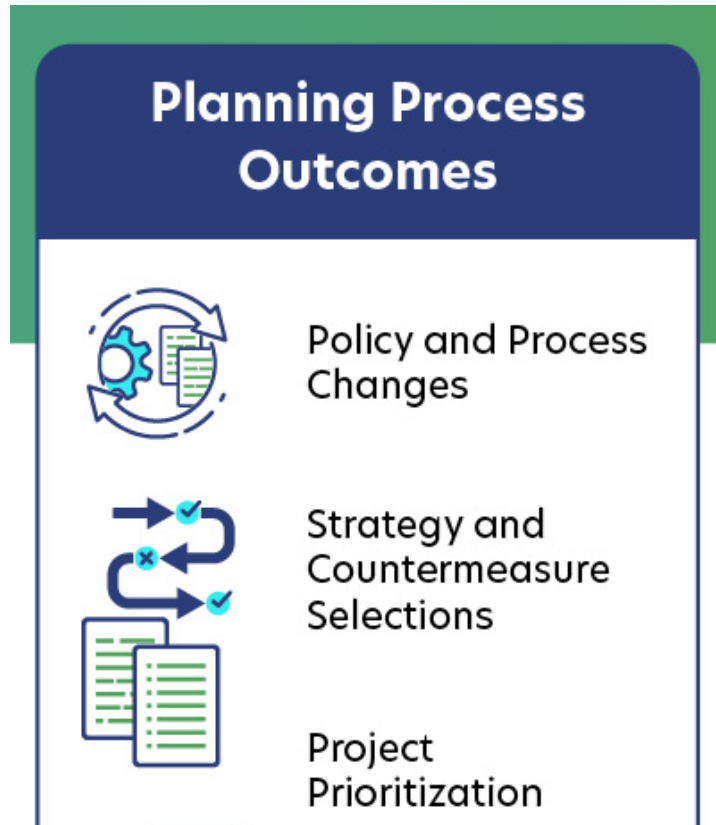 Planning Process
Outcomes
Policy and Process
Changes
Strategy and
Countermeasure
Selections
Project
Prioritization